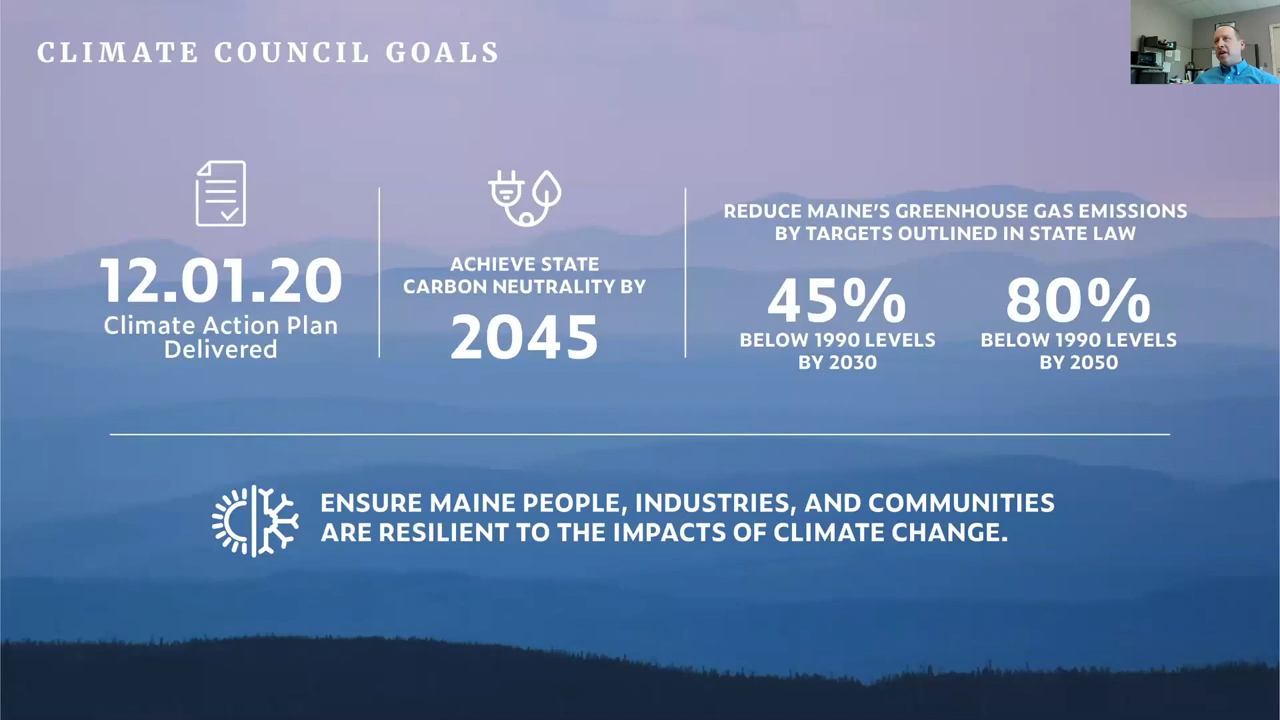 CLIMATE COUNCIL GOALS
12.01.20
Climate Action Plan
Delivered
ACHIEVE STATE
CARBON NEUTRALITY BY
2045
REDUCE MAINE’S GREENHOUSE GAS EMISSIONS
BY TARGETS OUTLINED IN STATE LAW
45%
BELOW 1990 LEVELS
BY 2030
80%
BELOW 1990 LEVELS
BY 2050
ENSURE MAINE PEOPLE, INDUSTRIES, AND COMMUNITIES
ARE RESILIENT TO THE IMPACTS OF CLIMATE CHANGE.